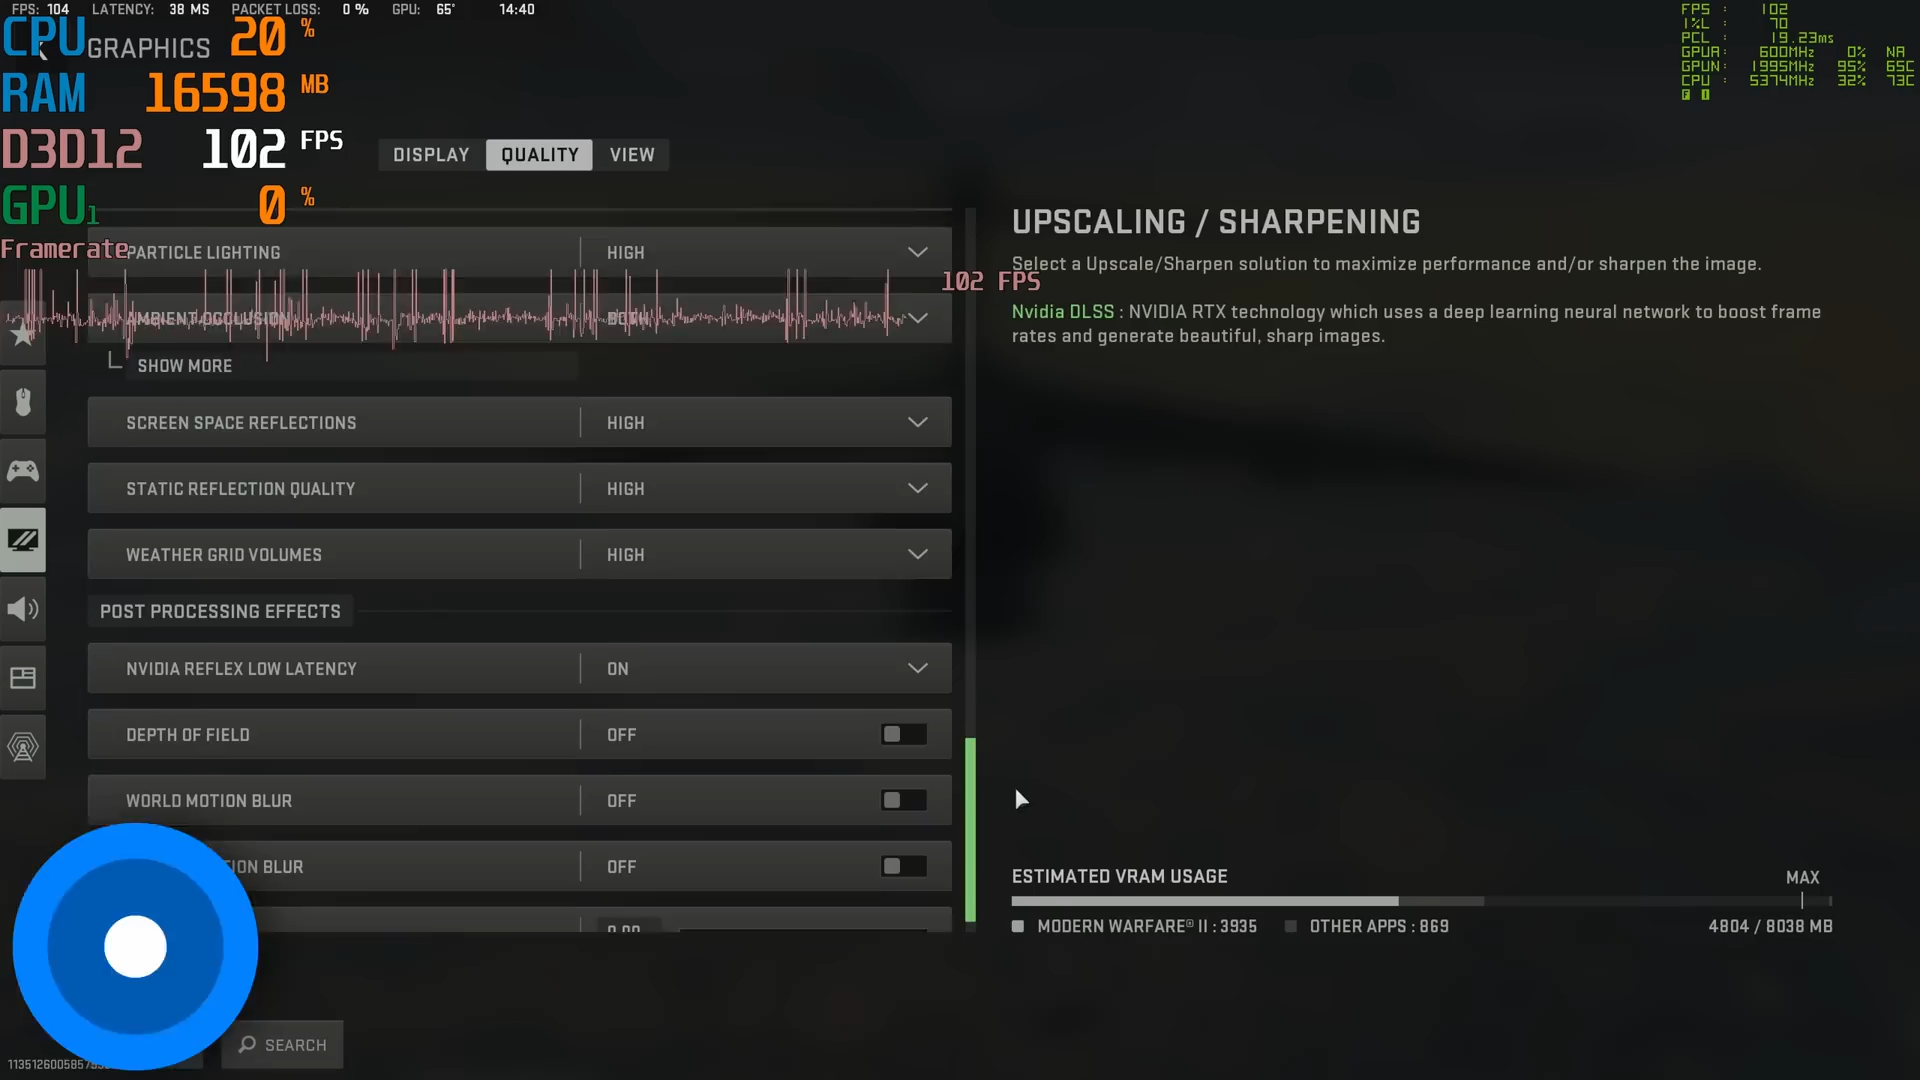 FPS: 104 LATENCY: 38 MS PACKET LOSS: 0 % GPU: 65° 14:40
CPU 20 %
GRAPHICS
RAM 16598 MB
D3D12 102 FPS
GPU1 0 %
Framerate
102 FPS
FPS : 102
1%L : 70
PCL : 19.23ms
GPUA: 600MHz 0% NA
GPUN: 1995MHz 95% 65C
CPU : 5374MHz 32% 73C
F I
DISPLAY QUALITY VIEW
PARTICLE LIGHTING HIGH
AMBIENT OCCLUSION BOTH
SHOW MORE
SCREEN SPACE REFLECTIONS HIGH
STATIC REFLECTION QUALITY HIGH
WEATHER GRID VOLUMES HIGH
POST PROCESSING EFFECTS
NVIDIA REFLEX LOW LATENCY ON
DEPTH OF FIELD OFF
WORLD MOTION BLUR OFF
ION BLUR OFF
0.00
SEARCH
UPSCALING / SHARPENING
Select a Upscale/Sharpen solution to maximize performance and/or sharpen the image.
Nvidia DLSS : NVIDIA RTX technology which uses a deep learning neural network to boost frame
rates and generate beautiful, sharp images.
ESTIMATED VRAM USAGE MAX
MODERN WARFARE® II : 3935 OTHER APPS : 869 4804 / 8038 MB